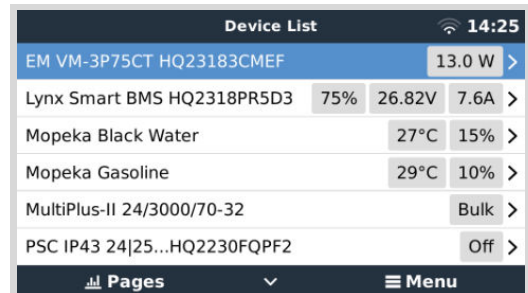 Device List 14:25
EM VM-3P75CT HQ23183CMEF 13.0 W
Lynx Smart BMS HQ2318PR5D3 75% 26.82V 7.6A
Mopeka Black Water 27°C 15%
Mopeka Gasoline 29°C 10%
MultiPlus-II 24/3000/70-32 Bulk
PSC IP43 24|25...HQ2230FQPF2 Off
Pages Menu